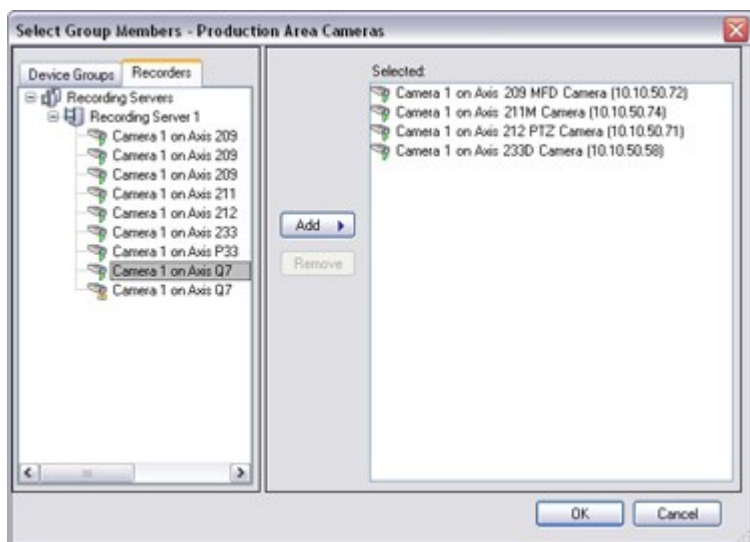 Select Group Members - Production Area Cameras
Device Groups
Recorders
Recording Servers
Recording Server 1
Camera 1 on Axis 209
Camera 1 on Axis 209
Camera 1 on Axis 209
Camera 1 on Axis 211
Camera 1 on Axis 212
Camera 1 on Axis 233
Camera 1 on Axis P33
Camera 1 on Axis Q7
Camera 1 on Axis Q7
Add
Remove
Selected:
Camera 1 on Axis 209 MFD Camera (10.10.50.72)
Camera 1 on Axis 211M Camera (10.10.50.74)
Camera 1 on Axis 212 PTZ Camera (10.10.50.71)
Camera 1 on Axis 233D Camera (10.10.50.58)
OK
Cancel